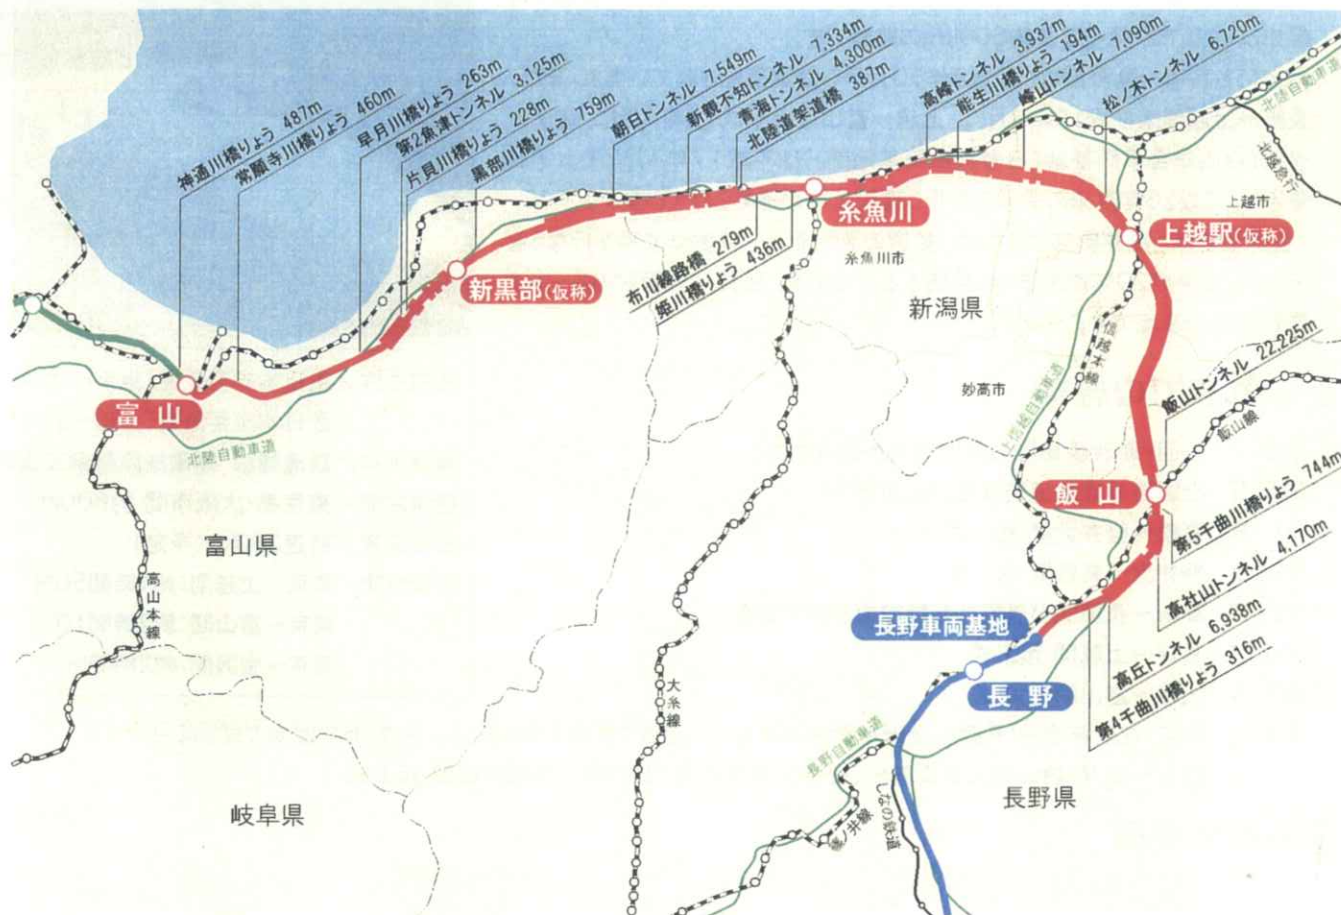 神通川橋りょう 487m
常願寺川橋りょう 460m
早月川橋りょう 263m
第2魚津トンネル 3,125m
片貝川橋りょう 228m
黒部川橋りょう 759m
朝日トンネル 7,549m
新親不知トンネル 7,334m
青海トンネル 4,300m
北陸道架道橋 387m
高峰トンネル 3,937m
能生川橋りょう 194m
峰山トンネル 7,090m
松ノ木トンネル 6,720m
北陸自動車道
北越急行
上越市
糸魚川
上越駅(仮称)
新黒部(仮称)
布川線路橋 279m
姫川橋りょう 436m
糸魚川市
新潟県
信越本線
妙高市
上信越自動車道
飯山トンネル 22,225m
飯山線
富山
北陸自動車道
飯山
第5千曲川橋りょう 744m
富山県
高山本線
高社山トンネル 4,170m
長野車両基地
高丘トンネル 6,938m
第4千曲川橋りょう 316m
長野
大糸線
長野自動車道
しなの鉄道
篠ノ井線
長野県
岐阜県